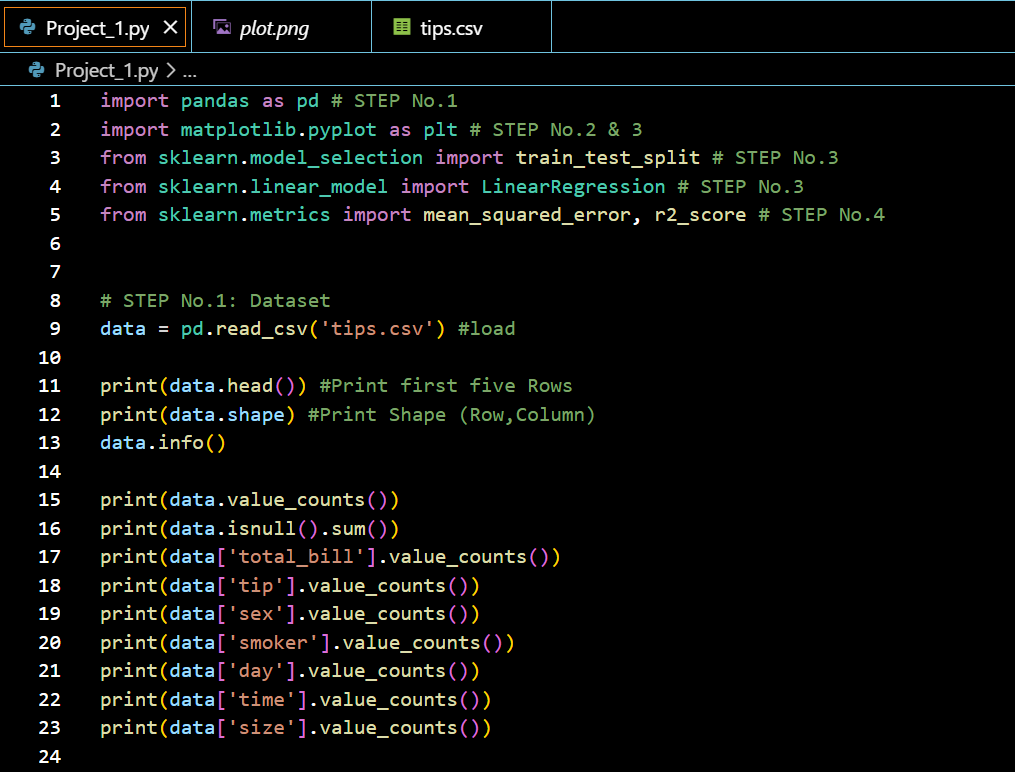 Project_1.py
plot.png
tips.csv
Project_1.py > ...
1 import pandas as pd # STEP No.1
2 import matplotlib.pyplot as plt # STEP No.2 & 3
3 from sklearn.model_selection import train_test_split # STEP No.3
4 from sklearn.linear_model import LinearRegression # STEP No.3
5 from sklearn.metrics import mean_squared_error, r2_score # STEP No.4
6
7
8 # STEP No.1: Dataset
9 data = pd.read_csv('tips.csv') #load
10
11 print(data.head()) #Print first five Rows
12 print(data.shape) #Print Shape (Row,Column)
13 data.info()
14
15 print(data.value_counts())
16 print(data.isnull().sum())
17 print(data['total_bill'].value_counts())
18 print(data['tip'].value_counts())
19 print(data['sex'].value_counts())
20 print(data['smoker'].value_counts())
21 print(data['day'].value_counts())
22 print(data['time'].value_counts())
23 print(data['size'].value_counts())
24